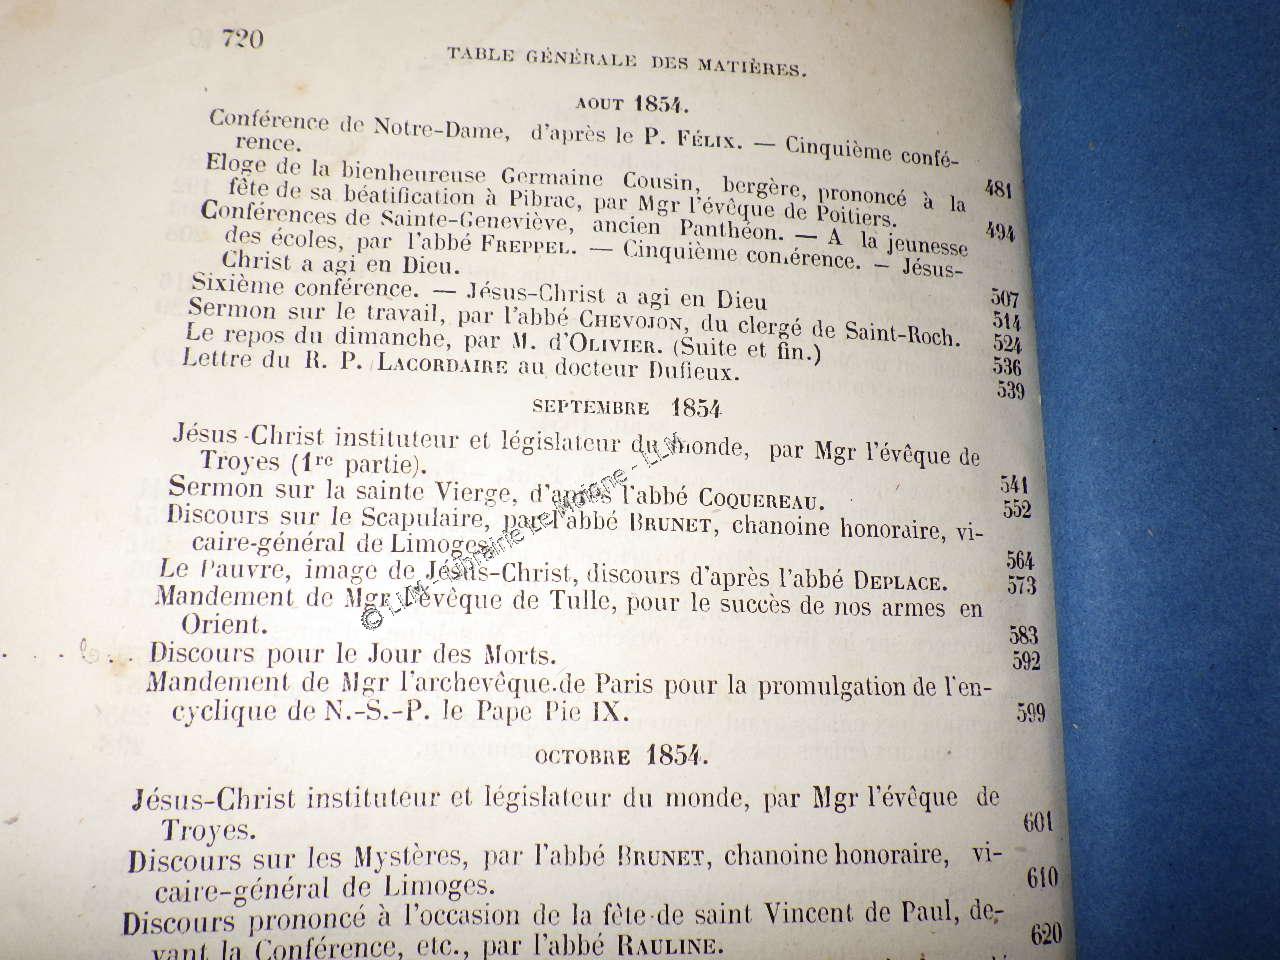 720
TABLE GÉNÉRALE DES MATIÈRES.
AOUT 1854.
Conférence de Notre-Dame, d'après le P. FÉLIX. — Cinquième confé-
rence. 481
Eloge de la bienheureuse Germaine Cousin, bergère, prononcé à la
fête de sa béatification à Pibrac, par Mgr l'évêque de Poitiers. 494
Conférences de Sainte-Geneviève, ancien Panthéon. — A la jeunesse
des écoles, par l'abbé FREPPEL. — Cinquième conférence. — Jésus-
Christ a agi en Dieu. 507
Sixième conférence. — Jésus-Christ a agi en Dieu 514
Sermon sur le travail, par l'abbé CHEVOJON, du clergé de Saint-Roch. 524
Le repos du dimanche, par M. d'OLIVIER. (Suite et fin.) 536
Lettre du R. P. LACORDAIRE au docteur Dufieux. 539
SEPTEMBRE 1854
Jésus-Christ instituteur et législateur du monde, par Mgr l'évêque de
Troyes (1re partie). 541
Sermon sur la sainte Vierge, d'après l'abbé COQUEREAU. 552
Discours sur le Scapulaire, par l'abbé BRUNET, chanoine honoraire, vi-
caire-général de Limoges. 564
Le Pauvre, image de Jésus-Christ, discours d'après l'abbé DEPLACE. 573
Mandement de Mgr l'évêque de Tulle, pour le succès de nos armes en
Orient. 583
Discours pour le Jour des Morts. 592
Mandement de Mgr l'archevêque de Paris pour la promulgation de l'en-
cyclique de N.-S.-P. le Pape Pie IX. 599
OCTOBRE 1854.
Jésus-Christ instituteur et législateur du monde, par Mgr l'évêque de
Troyes. 601
Discours sur les Mystères, par l'abbé BRUNET, chanoine honoraire, vi-
caire-général de Limoges. 610
Discours prononcé à l'occasion de la fête de saint Vincent de Paul, de-
vant la Conférence, etc., par l'abbé RAULINE. 620
© LLM - Librairie Le Moigne - LLM